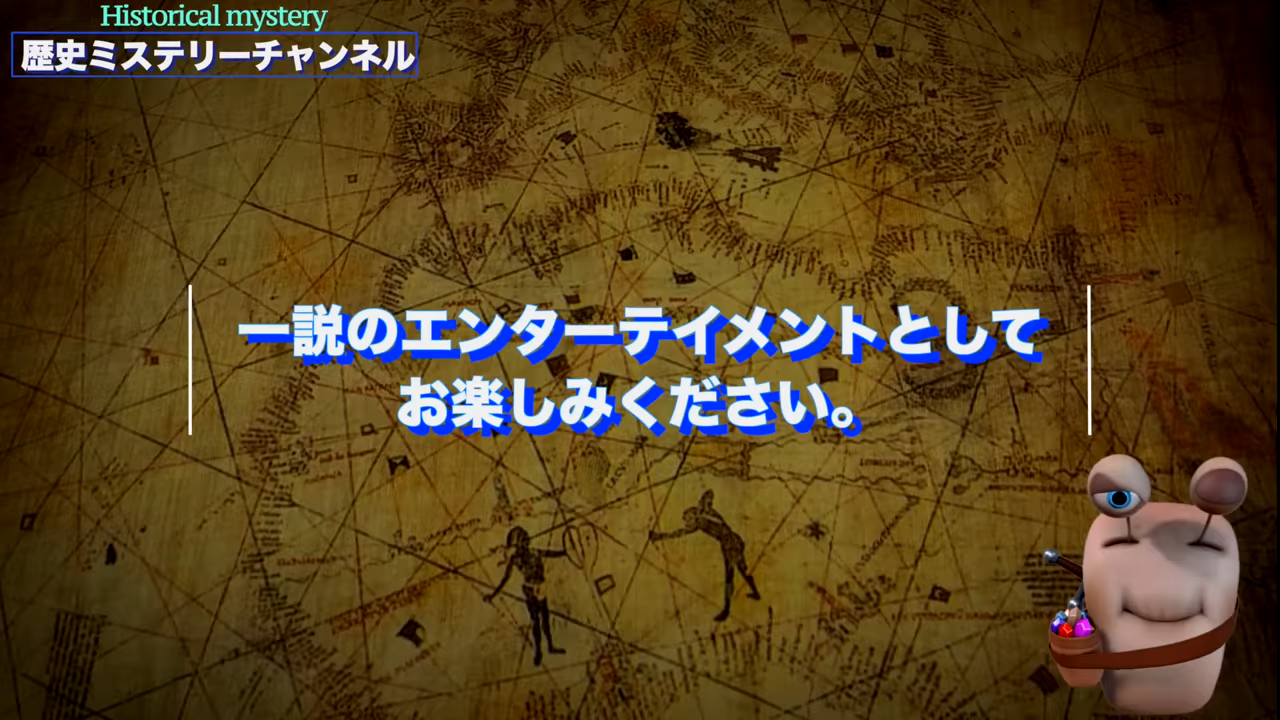 Historical mystery
歴史ミステリーチャンネル
一説のエンターテイメントとして
お楽しみください。